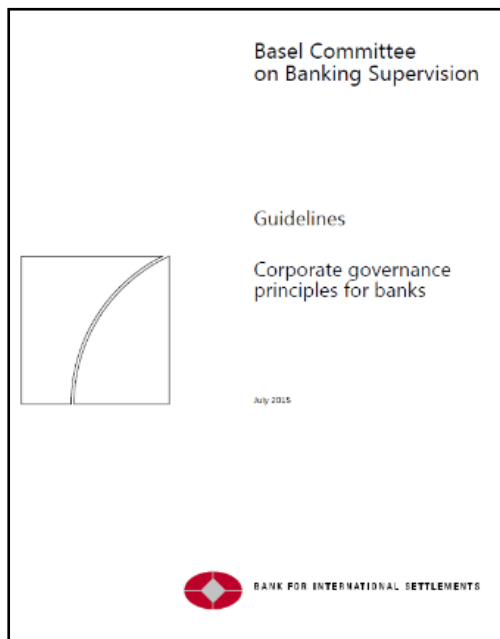 Basel Committee
on Banking Supervision
Guidelines
Corporate governance
principles for banks
July 2015
BANK FOR INTERNATIONAL SETTLEMENTS